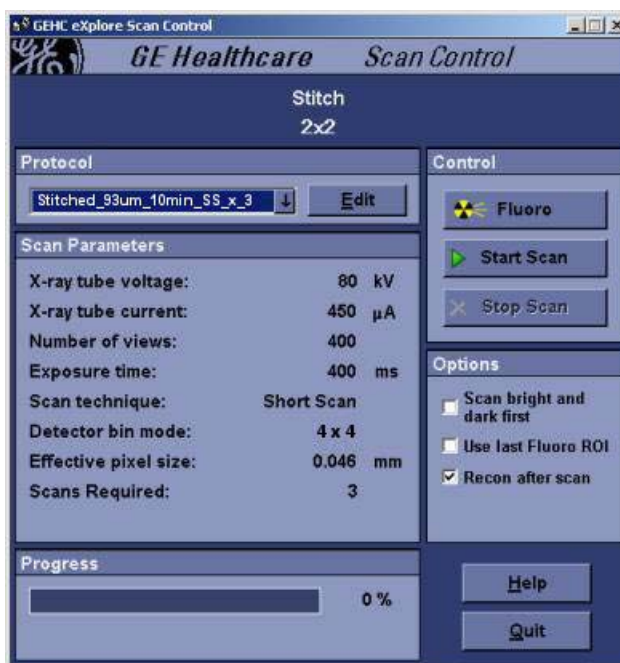 GEHC eXplore Scan Control
GE Healthcare Scan Control
Stitch
2x2
Protocol
Stitched_93um_10min_SS_x_3
Edit
Scan Parameters
X-ray tube voltage: 80 kV
X-ray tube current: 450 µA
Number of views: 400
Exposure time: 400 ms
Scan technique: Short Scan
Detector bin mode: 4 x 4
Effective pixel size: 0.046 mm
Scans Required: 3
Progress
0 %
Control
Fluoro
Start Scan
Stop Scan
Options
Scan bright and
dark first
Use last Fluoro ROI
Recon after scan
Help
Quit